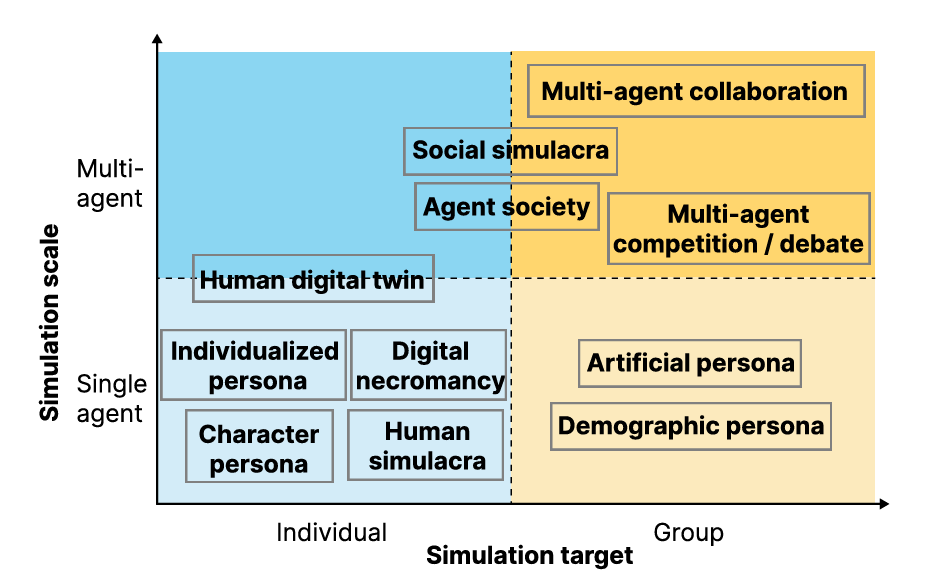 Multi-agent collaboration
Social simulacra
Multi-
agent
Agent society
Multi-agent
competition / debate
Human digital twin
Simulation scale
Individualized
persona
Digital
necromancy
Artificial persona
Single
agent
Character
persona
Human
simulacra
Demographic persona
Individual
Group
Simulation target